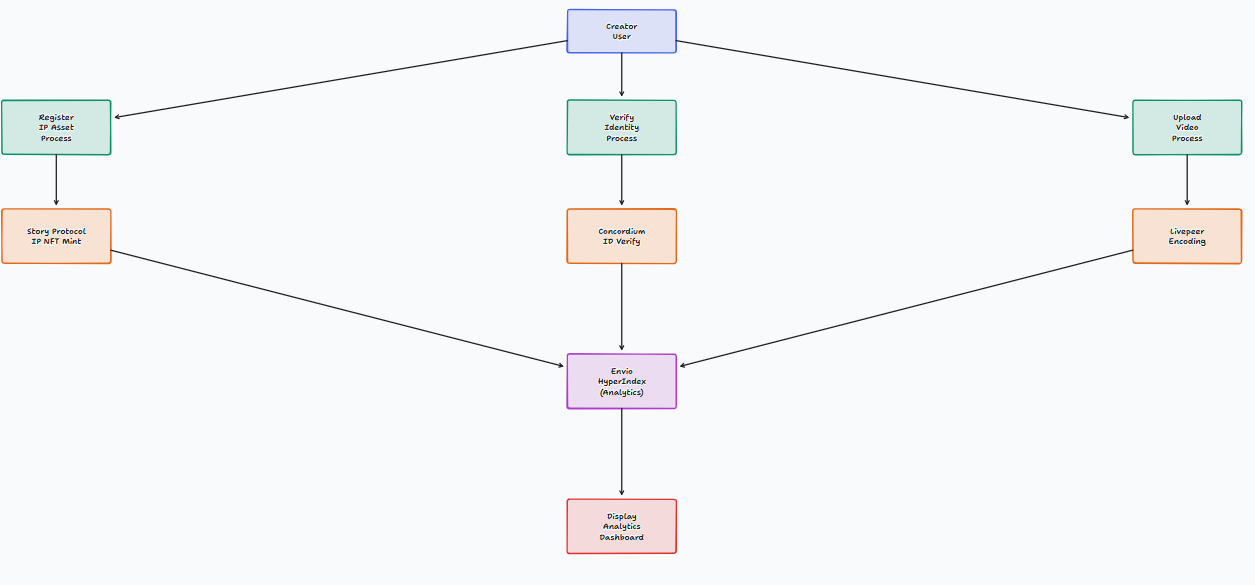 Creator
User
Register
IP Asset
Process
Verify
Identity
Process
Upload
Video
Process
Story Protocol
IP NFT Mint
Concordium
ID Verify
Livepeer
Encoding
Envio
HyperIndex
(Analytics)
Display
Analytics
Dashboard